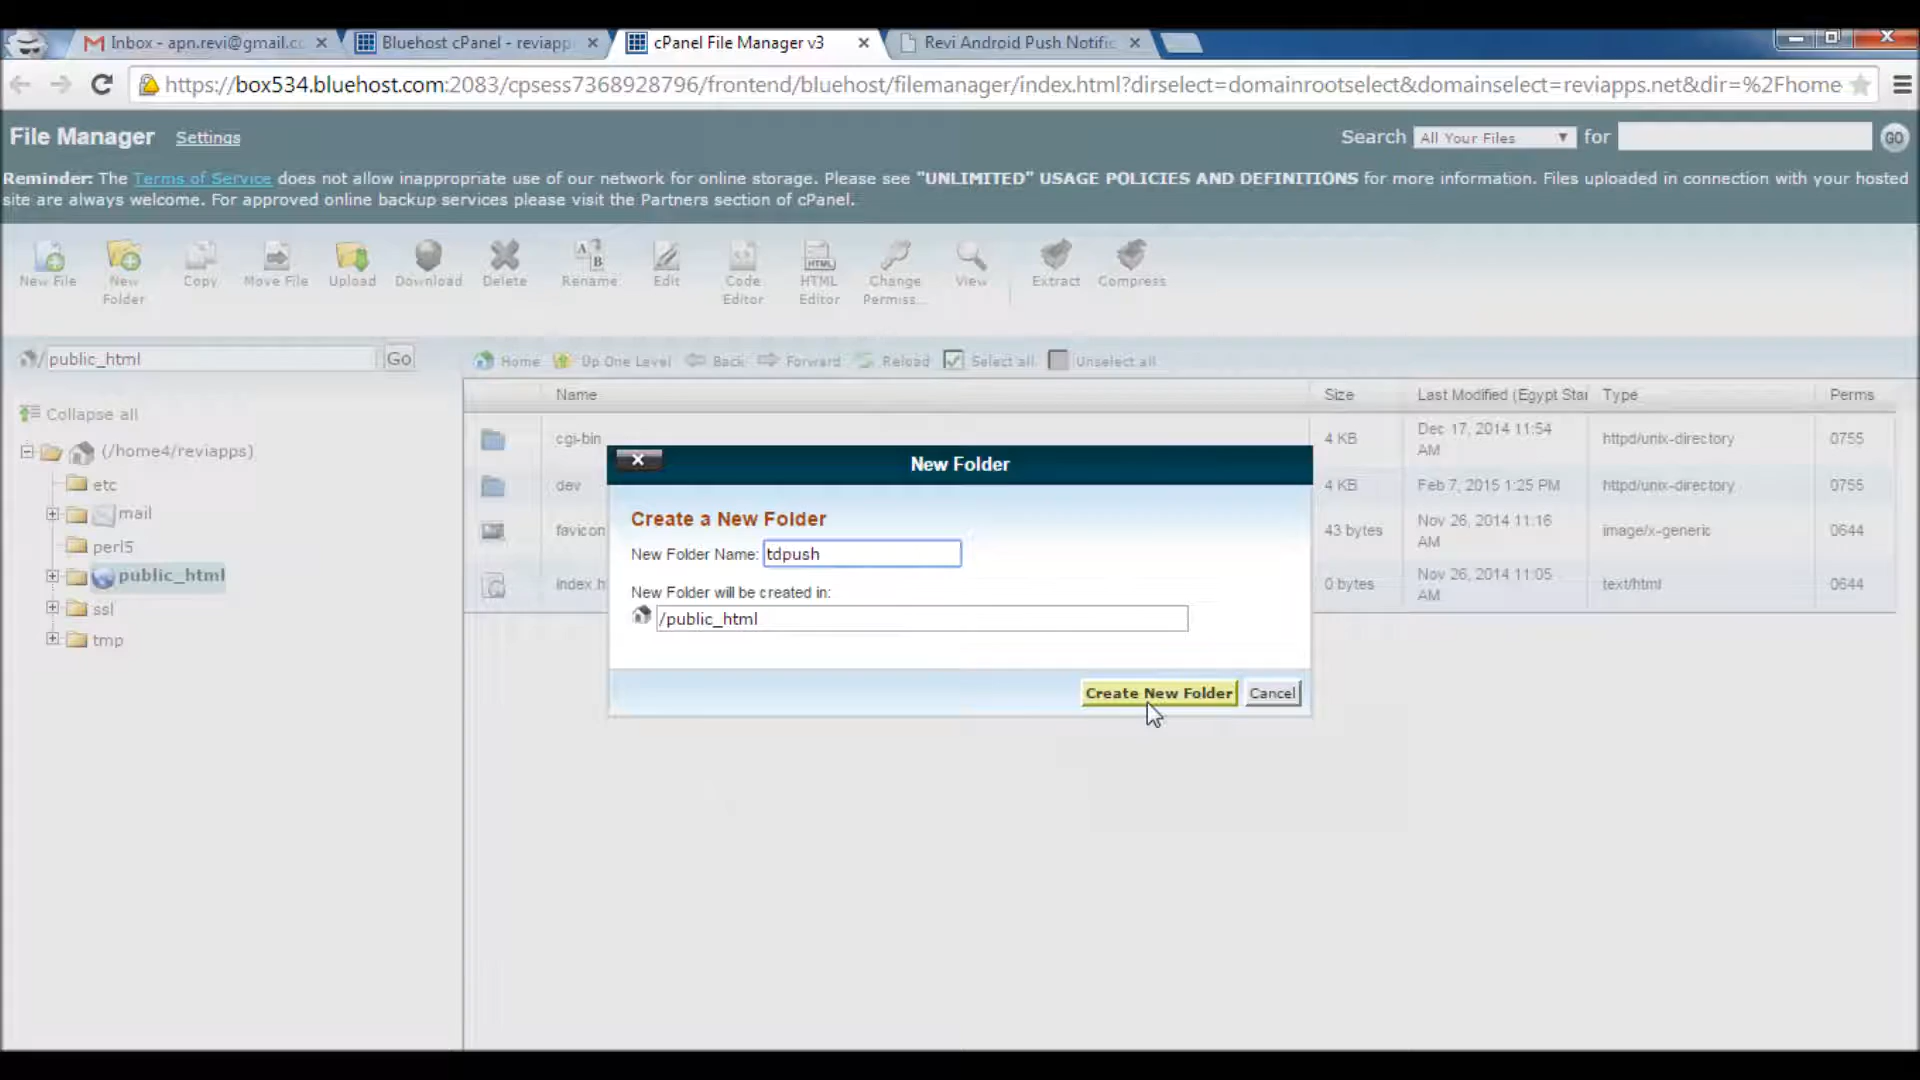 Inbox - apn.revi@gmail.c
Bluehost cPanel - reviapp
cPanel File Manager v3
Revi Android Push Notific
https://box534.bluehost.com:2083/cpsess7368928796/frontend/bluehost/filemanager/index.html?dirselect=domainrootselect&domainselect=reviapps.net&dir=%2Fhome
File Manager Settings
Search All Your Files for GO
Reminder: The Terms of Service does not allow inappropriate use of our network for online storage. Please see "UNLIMITED" USAGE POLICIES AND DEFINITIONS for more information. Files uploaded in connection with your hosted
site are always welcome. For approved online backup services please visit the Partners section of cPanel.
New File
New Folder
Copy
Move File
Upload
Download
Delete
Rename
Edit
Code Editor
HTML Editor
Change Permiss...
View
Extract
Compress
/ public_html Go
Home Up One Level Back Forward Reload Select all Unselect all
Collapse all
(/home4/reviapps)
etc
mail
perl5
public_html
ssl
tmp
Name Size Last Modified (Egypt Star Type Perms
cgi-bin 4 KB Dec 17, 2014 11:54 AM httpd/unix-directory 0755
dev 4 KB Feb 7, 2015 1:25 PM httpd/unix-directory 0755
favicon 43 bytes Nov 26, 2014 11:16 AM image/x-generic 0644
index.h 0 bytes Nov 26, 2014 11:05 AM text/html 0644
New Folder
Create a New Folder
New Folder Name: tdpush
New Folder will be created in:
/public_html
Create New Folder Cancel